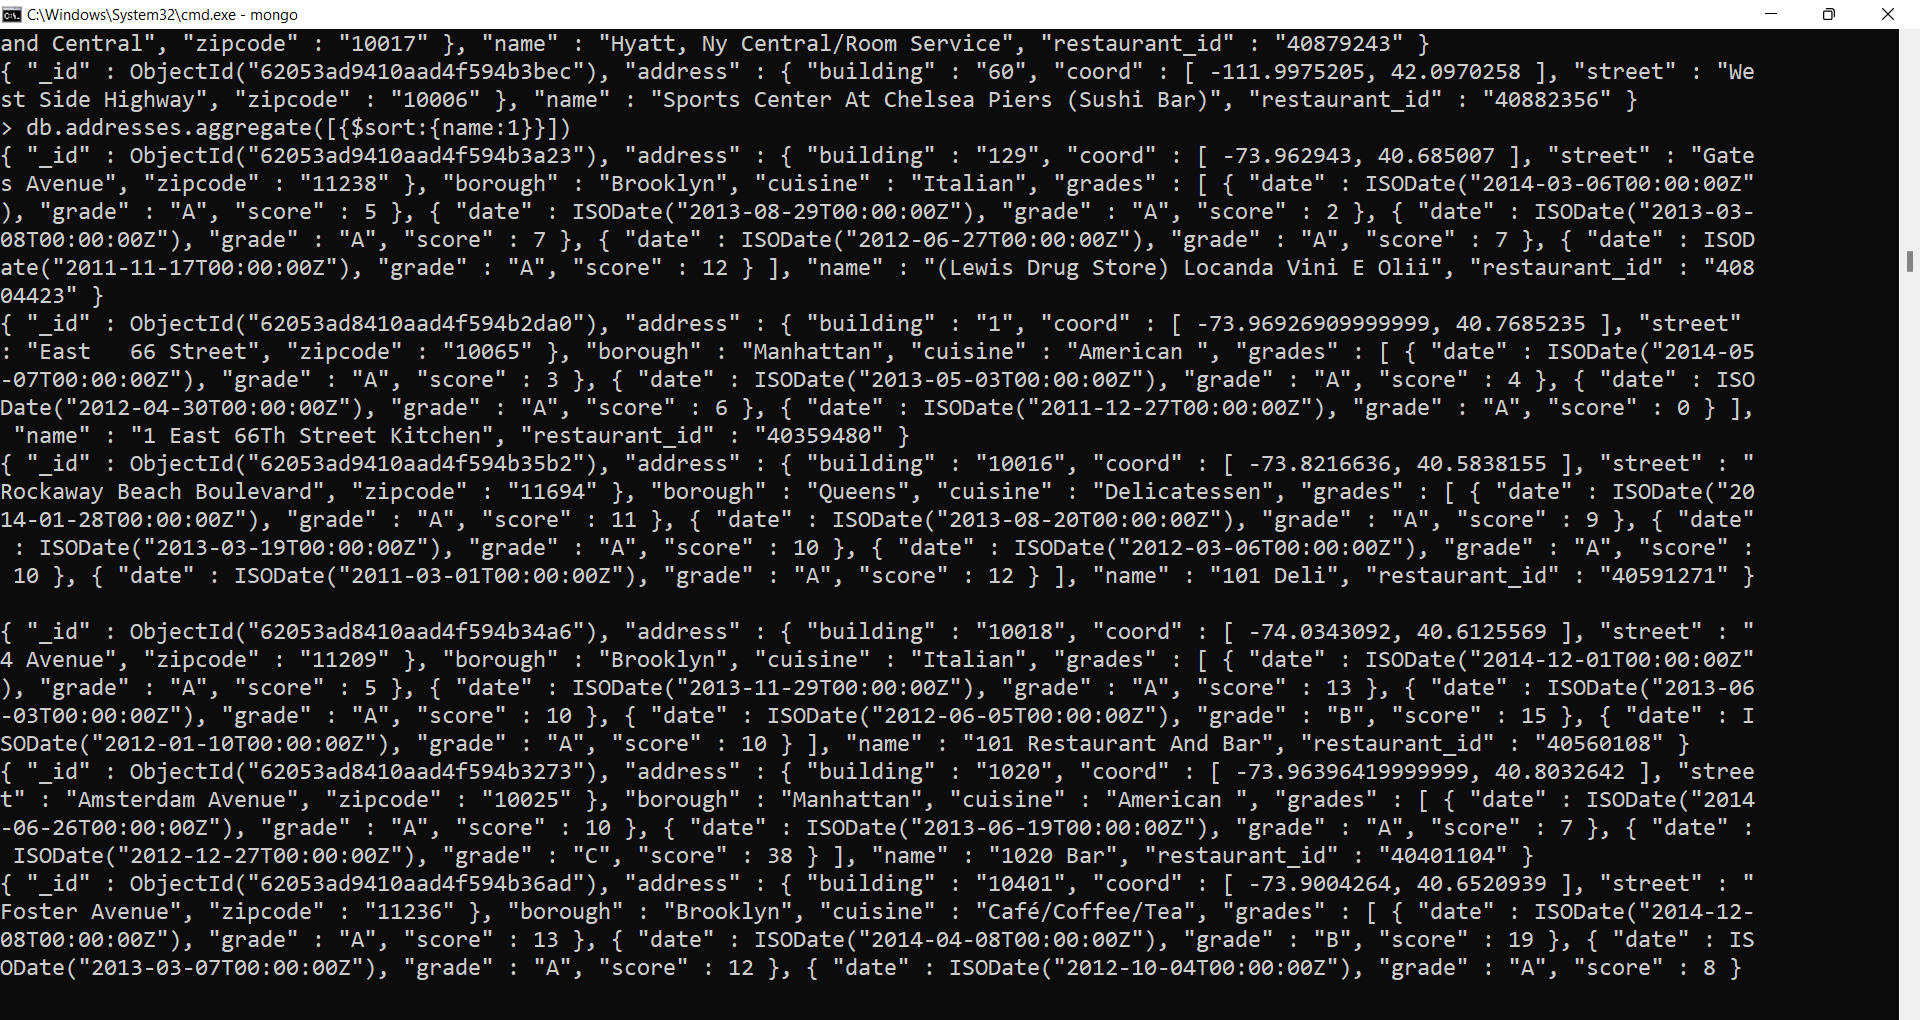 C:\Windows\System32\cmd.exe - mongo
and Central", "zipcode" : "10017" }, "name" : "Hyatt, Ny Central/Room Service", "restaurant_id" : "40879243" }
{ "_id" : ObjectId("62053ad9410aad4f594b3bec"), "address" : { "building" : "60", "coord" : [ -111.9975205, 42.0970258 ], "street" : "We
st Side Highway", "zipcode" : "10006" }, "name" : "Sports Center At Chelsea Piers (Sushi Bar)", "restaurant_id" : "40882356" }
> db.addresses.aggregate([{$sort:{name:1}}])
{ "_id" : ObjectId("62053ad9410aad4f594b3a23"), "address" : { "building" : "129", "coord" : [ -73.962943, 40.685007 ], "street" : "Gate
s Avenue", "zipcode" : "11238" }, "borough" : "Brooklyn", "cuisine" : "Italian", "grades" : [ { "date" : ISODate("2014-03-06T00:00:00Z"
), "grade" : "A", "score" : 5 }, { "date" : ISODate("2013-08-29T00:00:00Z"), "grade" : "A", "score" : 2 }, { "date" : ISODate("2013-03-
08T00:00:00Z"), "grade" : "A", "score" : 7 }, { "date" : ISODate("2012-06-27T00:00:00Z"), "grade" : "A", "score" : 7 }, { "date" : ISOD
ate("2011-11-17T00:00:00Z"), "grade" : "A", "score" : 12 } ], "name" : "(Lewis Drug Store) Locanda Vini E Olii", "restaurant_id" : "408
04423" }
{ "_id" : ObjectId("62053ad8410aad4f594b2da0"), "address" : { "building" : "1", "coord" : [ -73.96926909999999, 40.7685235 ], "street"
: "East   66 Street", "zipcode" : "10065" }, "borough" : "Manhattan", "cuisine" : "American ", "grades" : [ { "date" : ISODate("2014-05
-07T00:00:00Z"), "grade" : "A", "score" : 3 }, { "date" : ISODate("2013-05-03T00:00:00Z"), "grade" : "A", "score" : 4 }, { "date" : ISO
Date("2012-04-30T00:00:00Z"), "grade" : "A", "score" : 6 }, { "date" : ISODate("2011-12-27T00:00:00Z"), "grade" : "A", "score" : 0 } ],
 "name" : "1 East 66Th Street Kitchen", "restaurant_id" : "40359480" }
{ "_id" : ObjectId("62053ad9410aad4f594b35b2"), "address" : { "building" : "10016", "coord" : [ -73.8216636, 40.5838155 ], "street" : "
Rockaway Beach Boulevard", "zipcode" : "11694" }, "borough" : "Queens", "cuisine" : "Delicatessen", "grades" : [ { "date" : ISODate("20
14-01-28T00:00:00Z"), "grade" : "A", "score" : 11 }, { "date" : ISODate("2013-08-20T00:00:00Z"), "grade" : "A", "score" : 9 }, { "date"
 : ISODate("2013-03-19T00:00:00Z"), "grade" : "A", "score" : 10 }, { "date" : ISODate("2012-03-06T00:00:00Z"), "grade" : "A", "score" :
 10 }, { "date" : ISODate("2011-03-01T00:00:00Z"), "grade" : "A", "score" : 12 } ], "name" : "101 Deli", "restaurant_id" : "40591271" }
{ "_id" : ObjectId("62053ad8410aad4f594b34a6"), "address" : { "building" : "10018", "coord" : [ -74.0343092, 40.6125569 ], "street" : "
4 Avenue", "zipcode" : "11209" }, "borough" : "Brooklyn", "cuisine" : "Italian", "grades" : [ { "date" : ISODate("2014-12-01T00:00:00Z"
), "grade" : "A", "score" : 5 }, { "date" : ISODate("2013-11-29T00:00:00Z"), "grade" : "A", "score" : 13 }, { "date" : ISODate("2013-06
-03T00:00:00Z"), "grade" : "A", "score" : 10 }, { "date" : ISODate("2012-06-05T00:00:00Z"), "grade" : "B", "score" : 15 }, { "date" : I
SODate("2012-01-10T00:00:00Z"), "grade" : "A", "score" : 10 } ], "name" : "101 Restaurant And Bar", "restaurant_id" : "40560108" }
{ "_id" : ObjectId("62053ad8410aad4f594b3273"), "address" : { "building" : "1020", "coord" : [ -73.96396419999999, 40.8032642 ], "stree
t" : "Amsterdam Avenue", "zipcode" : "10025" }, "borough" : "Manhattan", "cuisine" : "American ", "grades" : [ { "date" : ISODate("2014
-06-26T00:00:00Z"), "grade" : "A", "score" : 10 }, { "date" : ISODate("2013-06-19T00:00:00Z"), "grade" : "A", "score" : 7 }, { "date" :
 ISODate("2012-12-27T00:00:00Z"), "grade" : "C", "score" : 38 } ], "name" : "1020 Bar", "restaurant_id" : "40401104" }
{ "_id" : ObjectId("62053ad9410aad4f594b36ad"), "address" : { "building" : "10401", "coord" : [ -73.9004264, 40.6520939 ], "street" : "
Foster Avenue", "zipcode" : "11236" }, "borough" : "Brooklyn", "cuisine" : "Café/Coffee/Tea", "grades" : [ { "date" : ISODate("2014-12-
08T00:00:00Z"), "grade" : "A", "score" : 13 }, { "date" : ISODate("2014-04-08T00:00:00Z"), "grade" : "B", "score" : 19 }, { "date" : IS
ODate("2013-03-07T00:00:00Z"), "grade" : "A", "score" : 12 }, { "date" : ISODate("2012-10-04T00:00:00Z"), "grade" : "A", "score" : 8 }